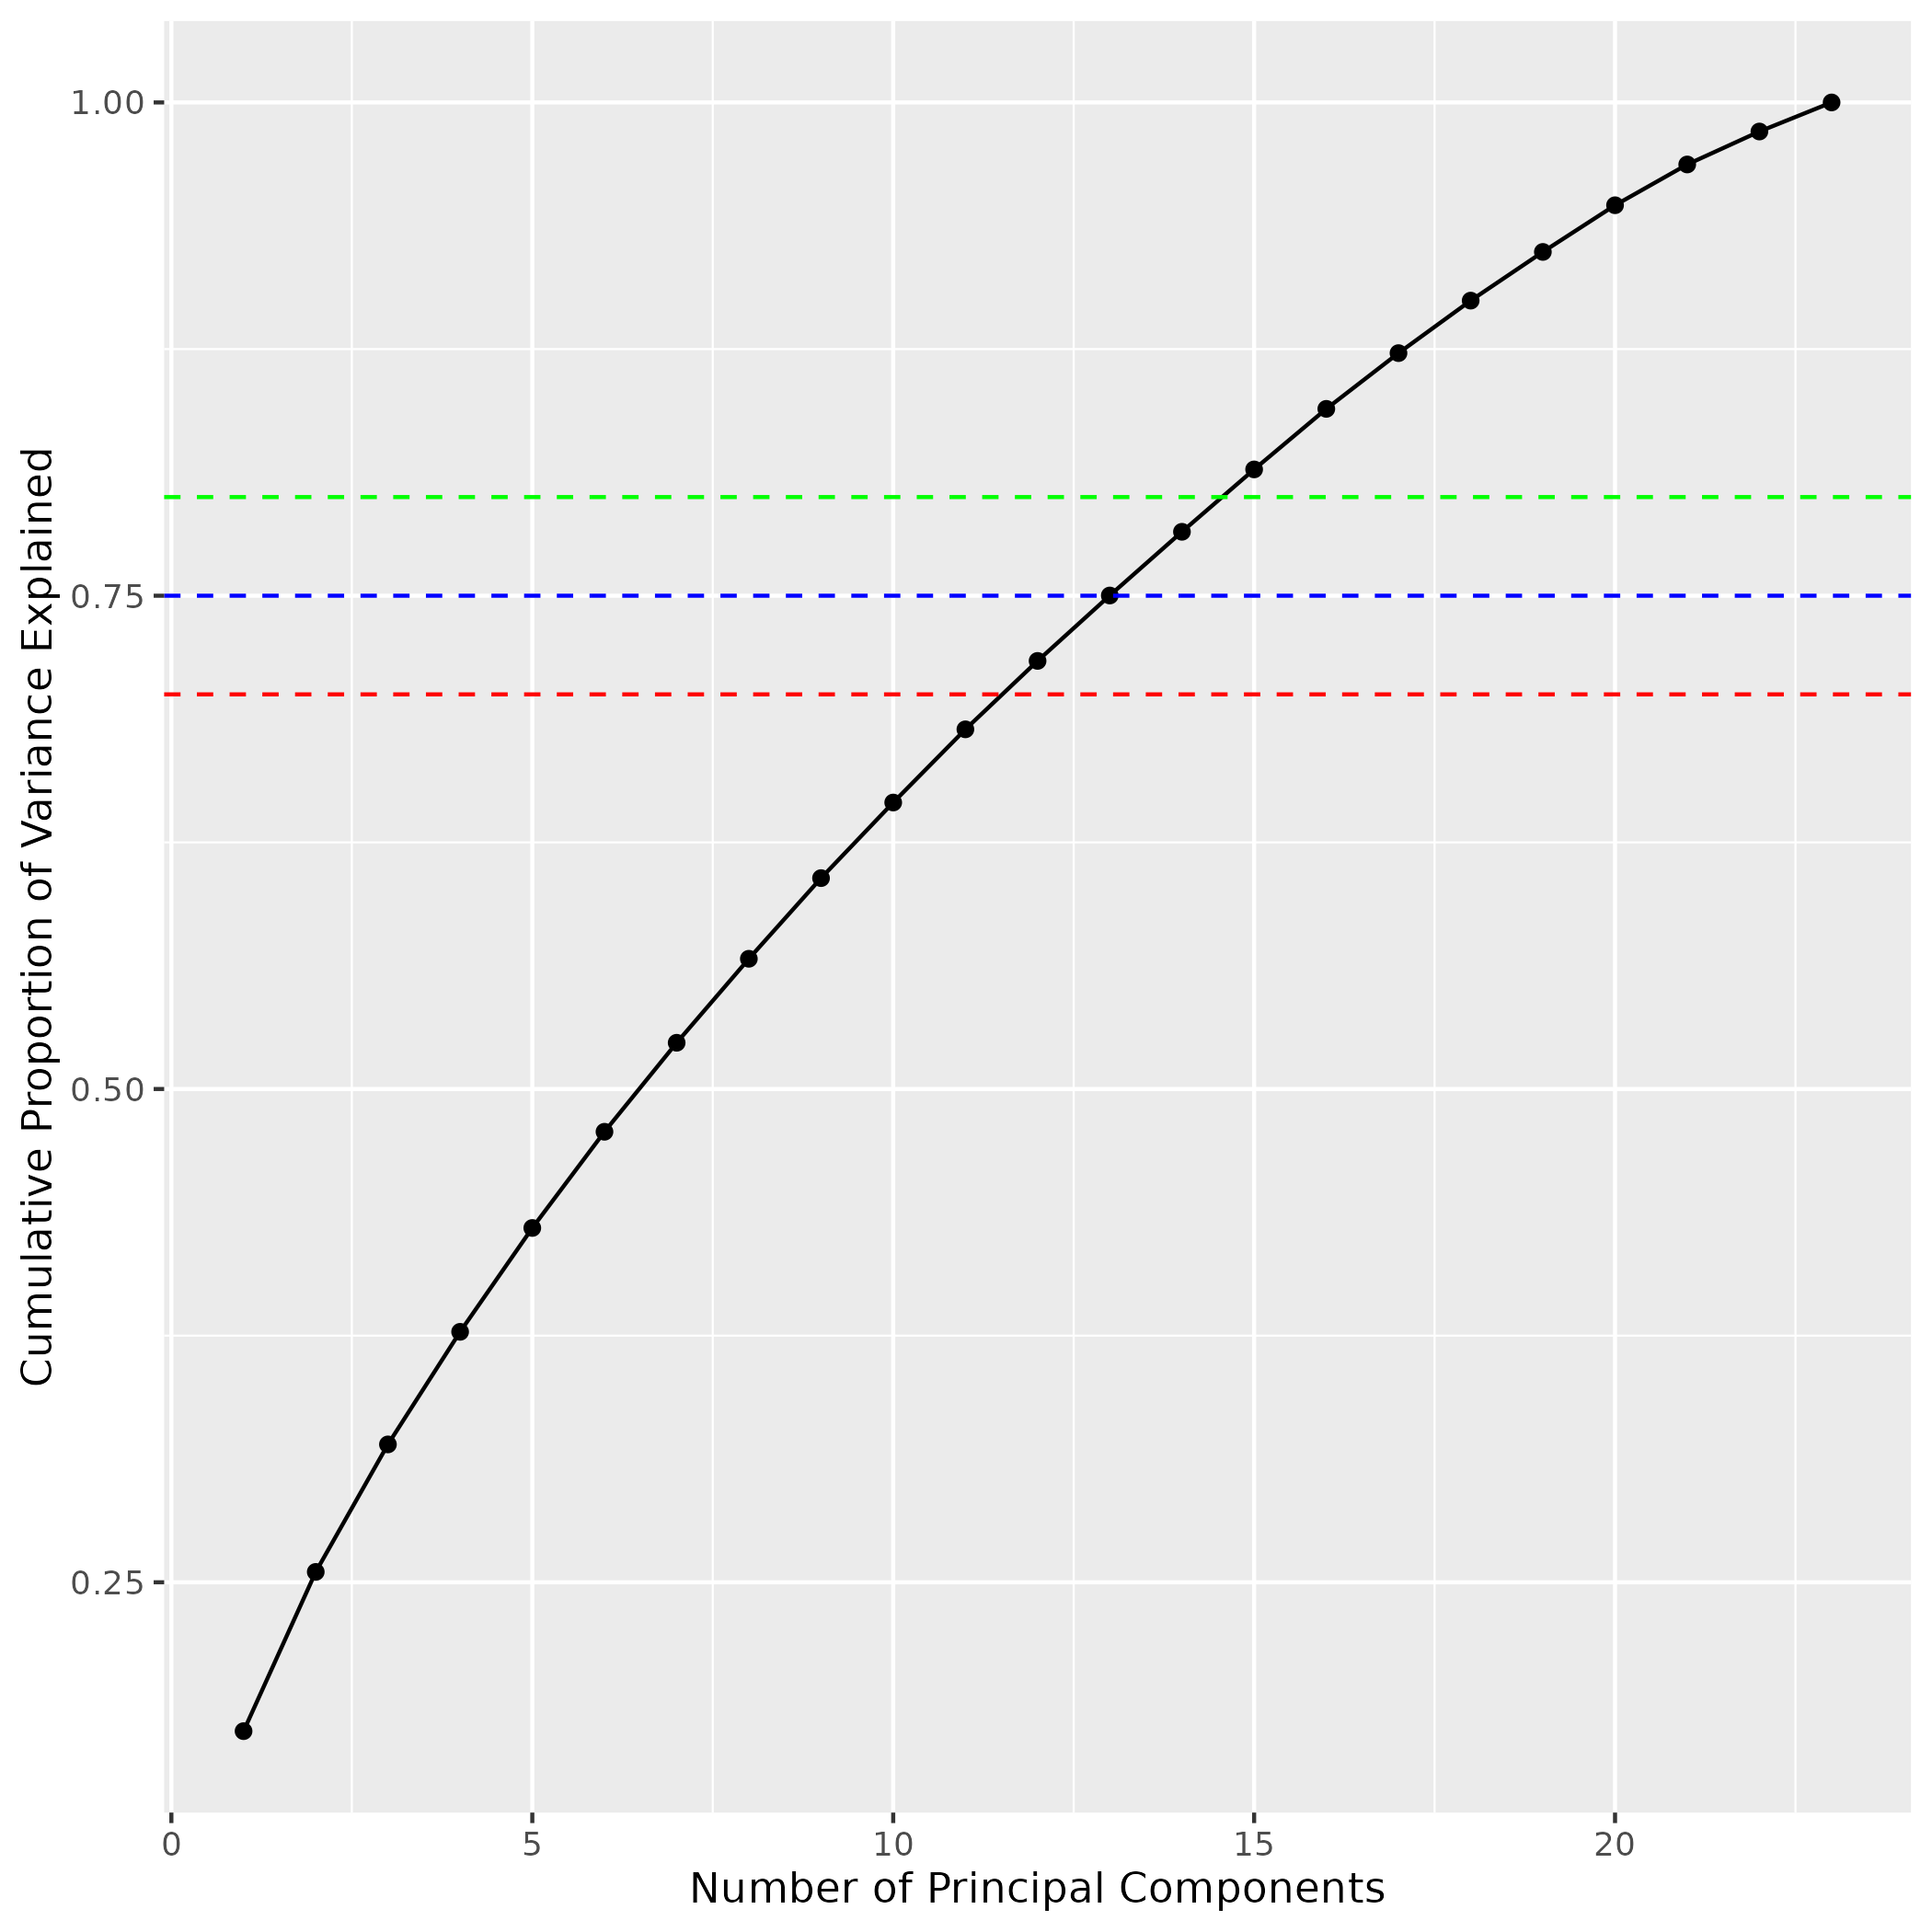 Cumulative Proportion of Variance Explained
1.00
0.75
0.50
0.25
0 5 10 15 20
Number of Principal Components